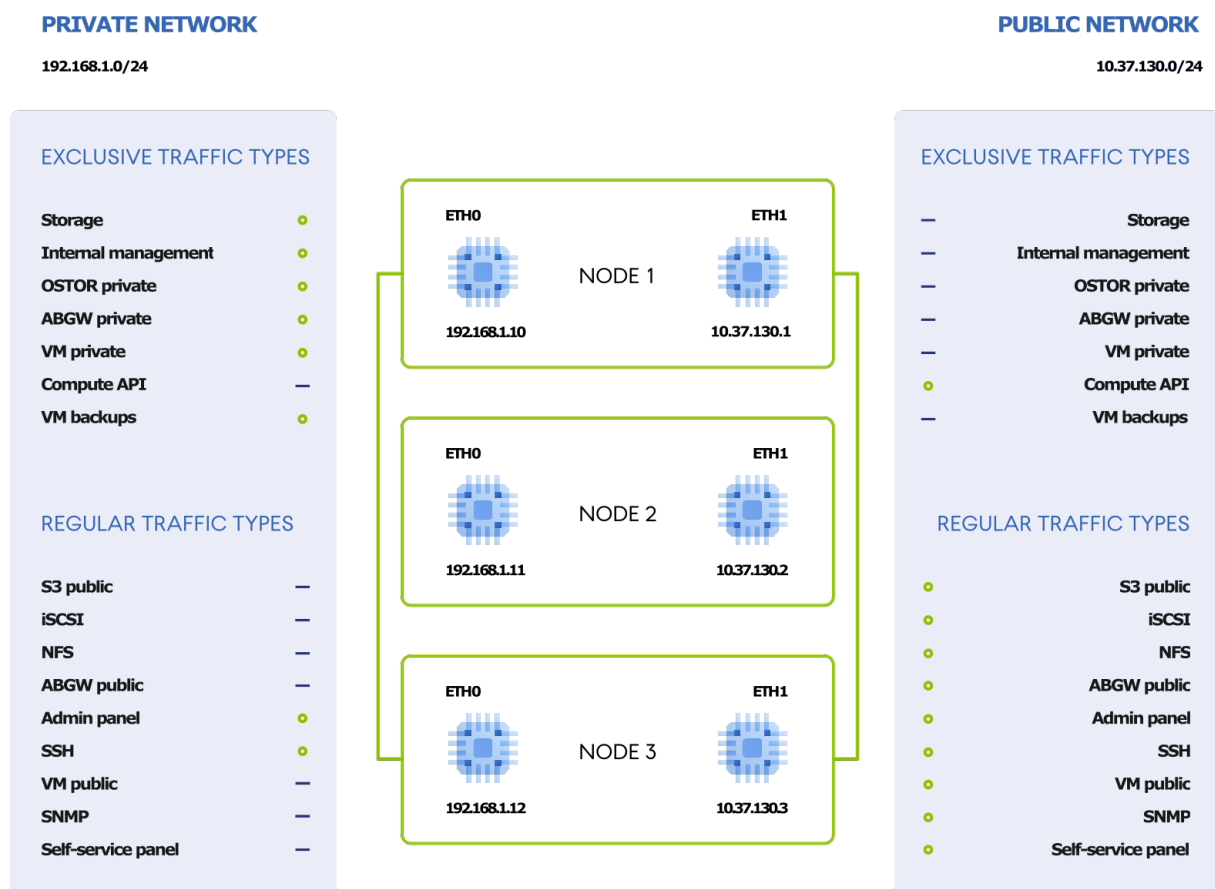 PRIVATE NETWORK
192.168.1.0/24
EXCLUSIVE TRAFFIC TYPES
Storage
Internal management
OSTOR private
ABGW private
VM private
Compute API
VM backups
REGULAR TRAFFIC TYPES
S3 public
iSCSI
NFS
ABGW public
Admin panel
SSH
VM public
SNMP
Self-service panel
ETH0
ETH1
NODE 1
192.168.1.10
10.37.130.1
ETH0
ETH1
NODE 2
192.168.1.11
10.37.130.2
ETH0
ETH1
NODE 3
192.168.1.12
10.37.130.3
PUBLIC NETWORK
10.37.130.0/24
EXCLUSIVE TRAFFIC TYPES
Storage
Internal management
OSTOR private
ABGW private
VM private
Compute API
VM backups
REGULAR TRAFFIC TYPES
S3 public
iSCSI
NFS
ABGW public
Admin panel
SSH
VM public
SNMP
Self-service panel